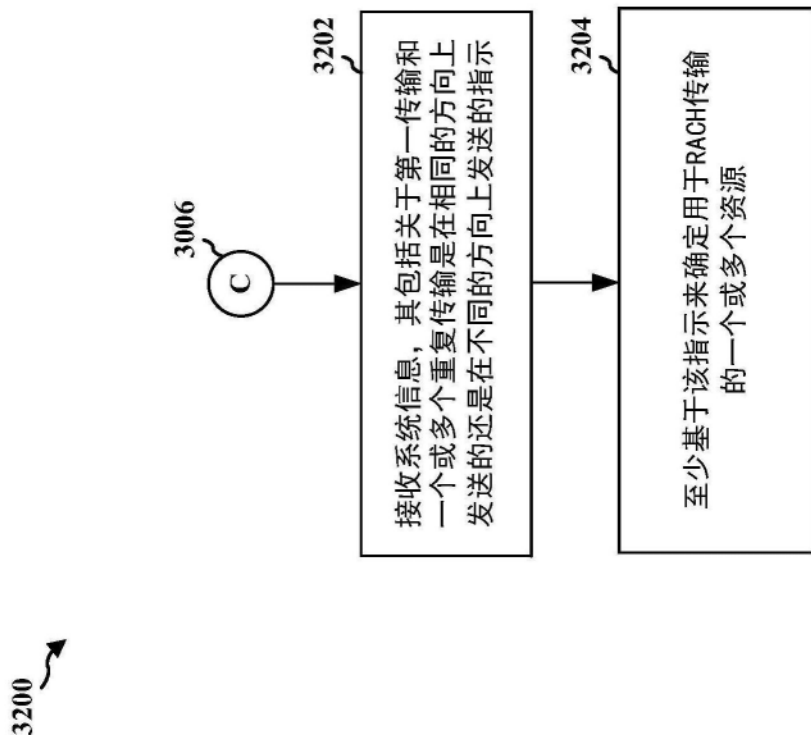 3200
3006
C
3202
接收系统信息，其包括关于第一传输和
一个或多个重复传输是在相同的方向上
发送的还是在不同的方向上发送的指示
3204
至少基于该指示来确定用于RACH传输
的一个或多个资源